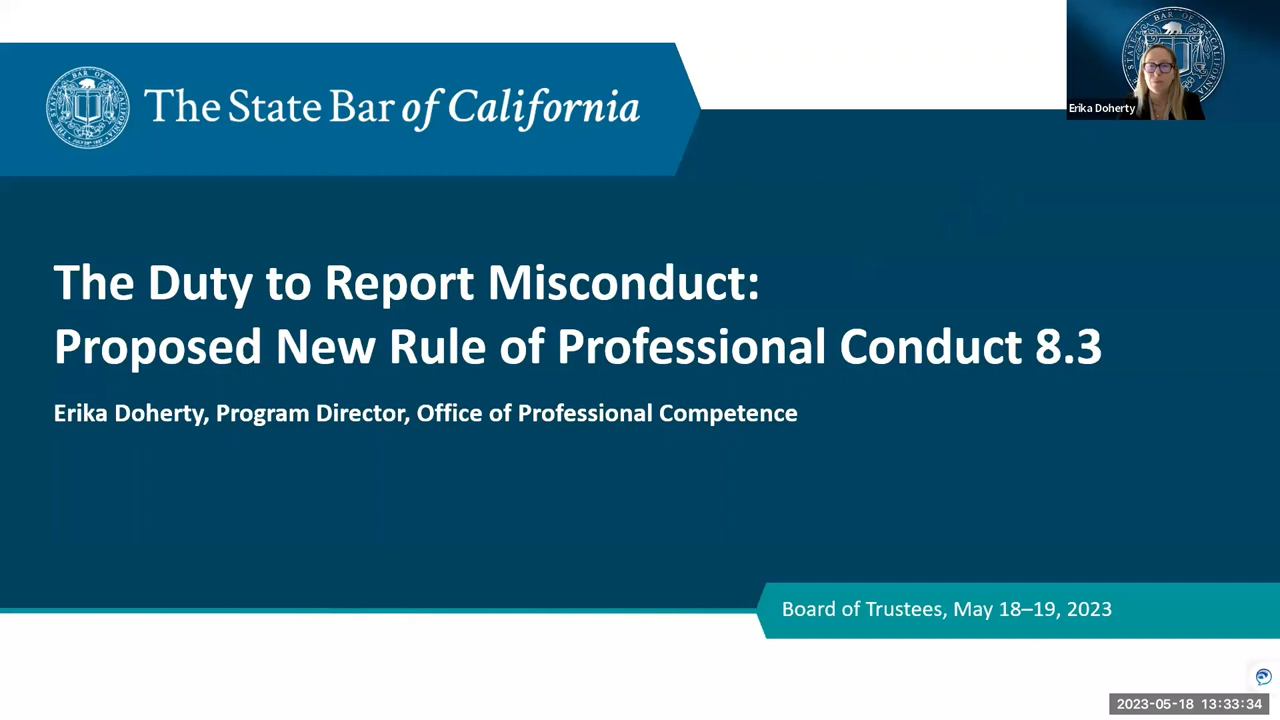 The State Bar of California
Erika Doherty
The Duty to Report Misconduct:
Proposed New Rule of Professional Conduct 8.3
Erika Doherty, Program Director, Office of Professional Competence
Board of Trustees, May 18–19, 2023
2023-05-18 13:33:34